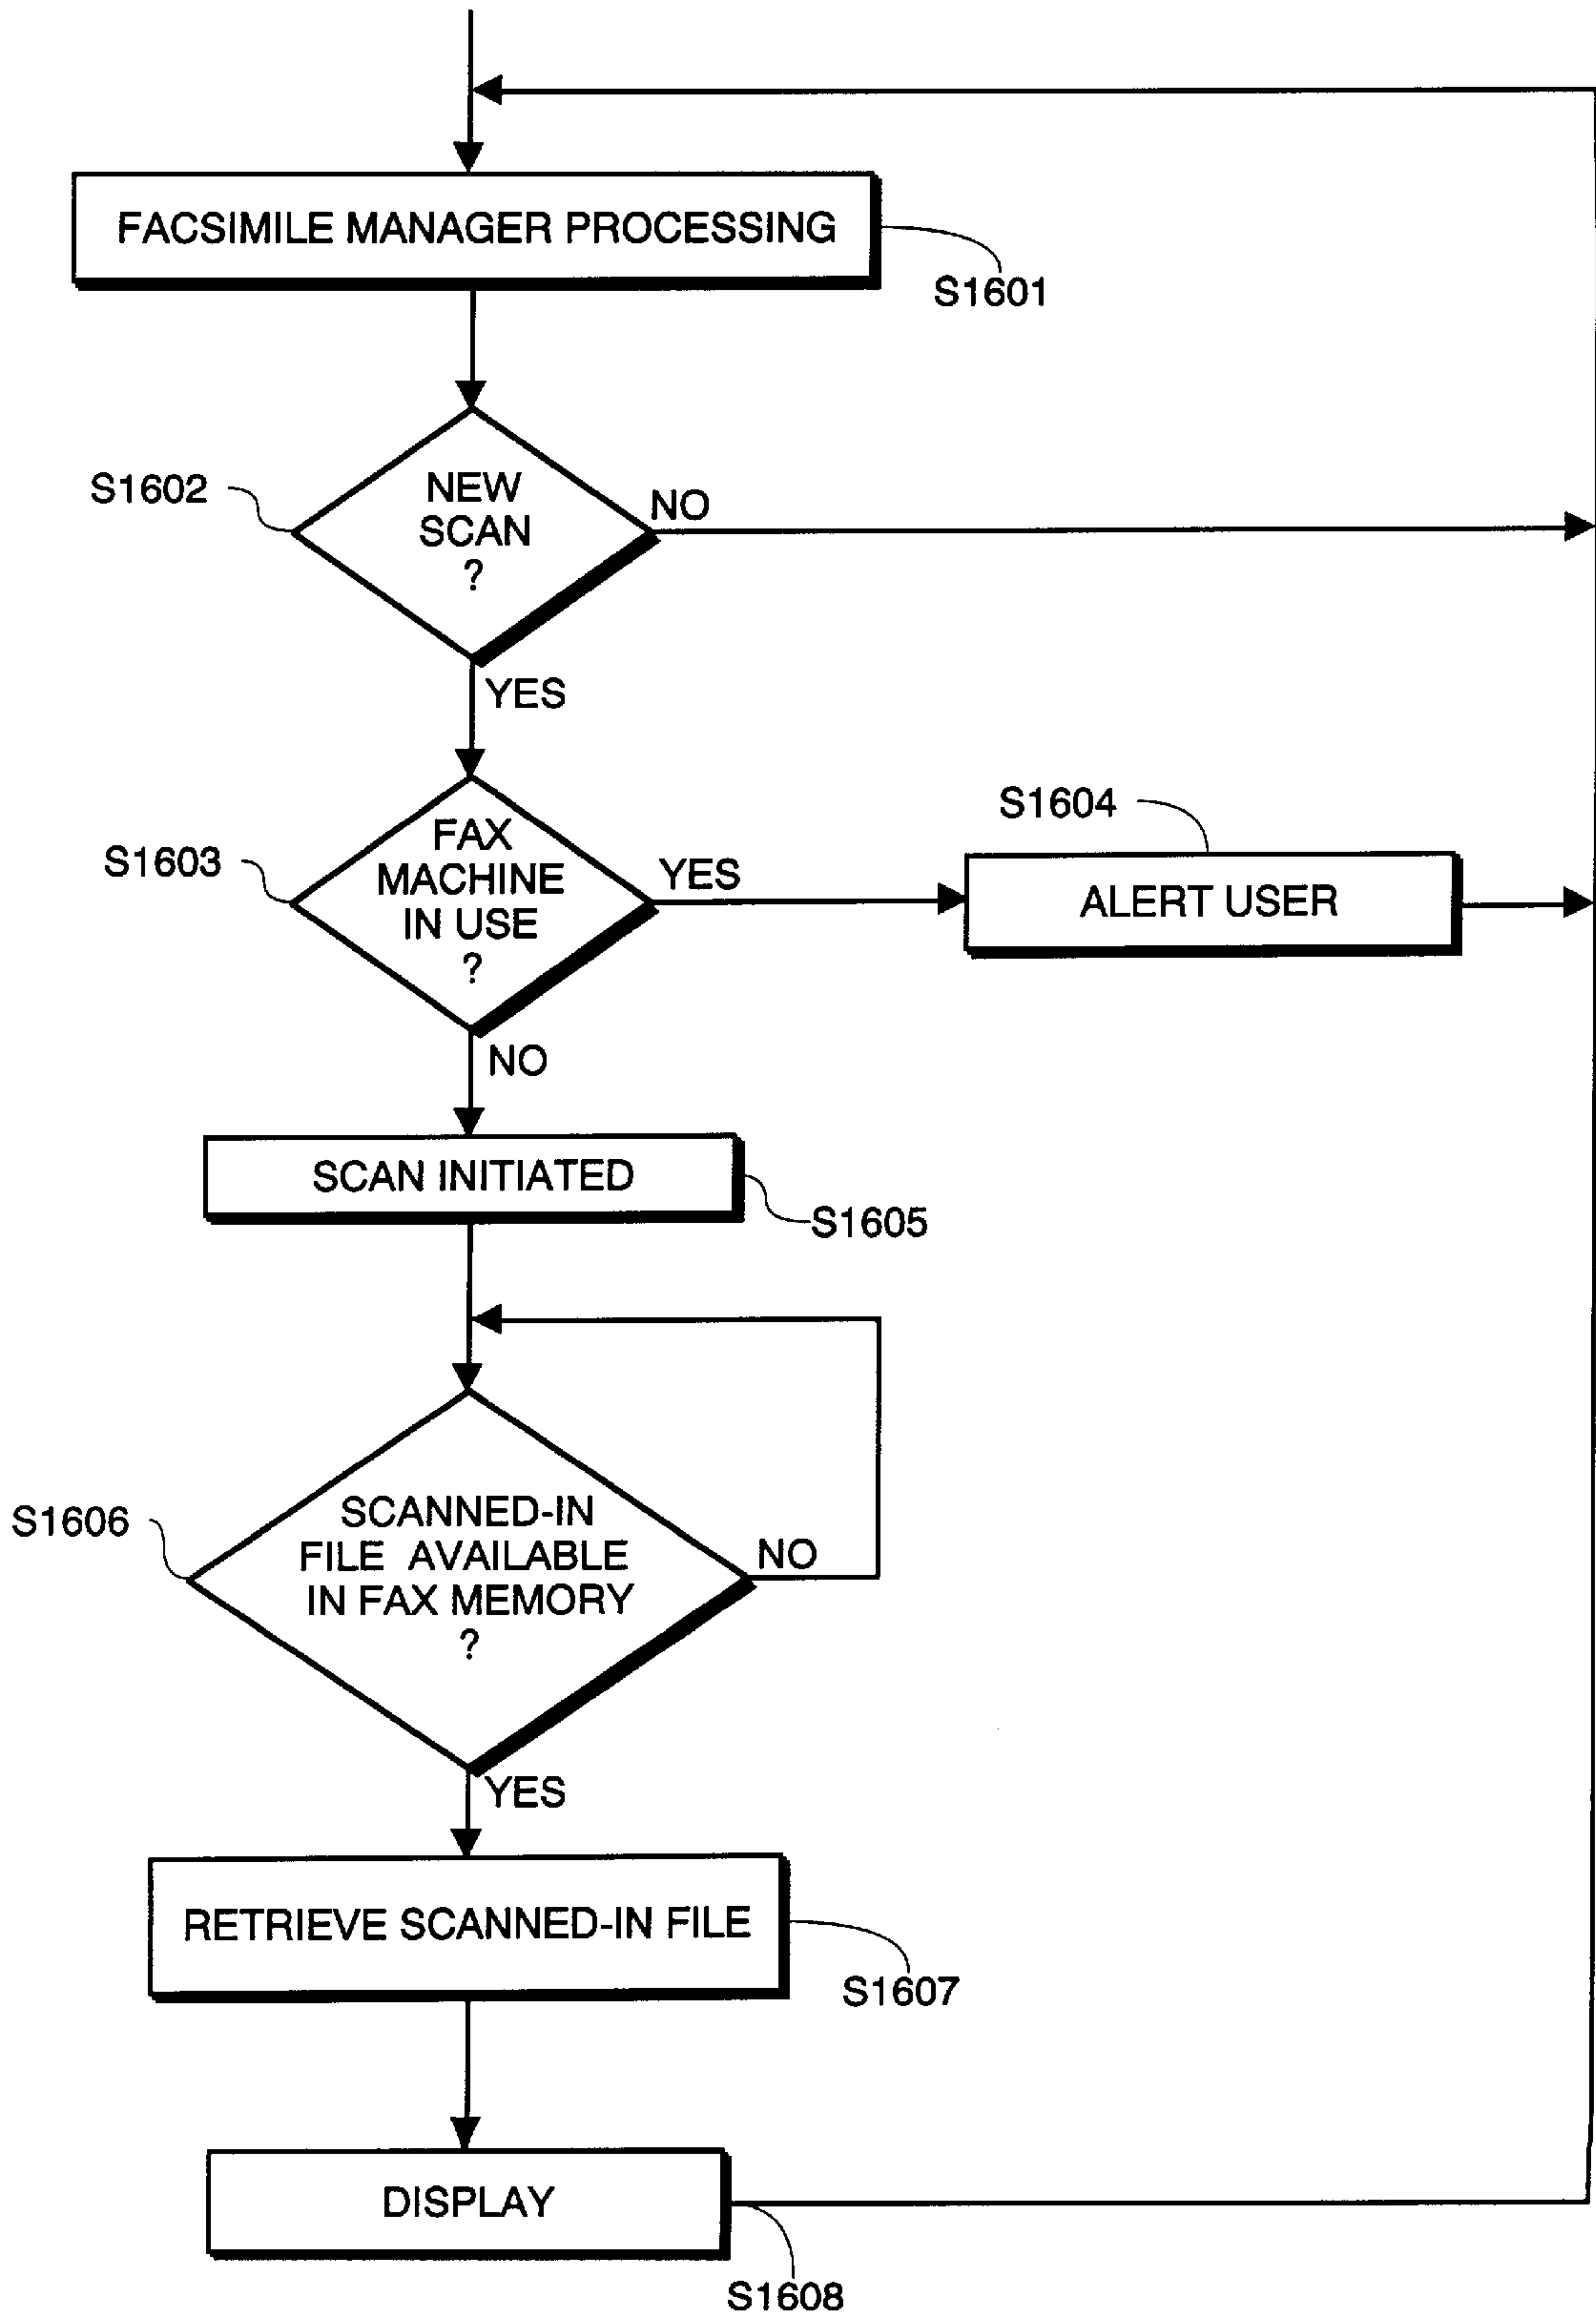 FACSIMILE MANAGER PROCESSING
S1601
S1602
NEW
SCAN
?
NO
YES
S1603
FAX
MACHINE
IN USE
?
YES
S1604
ALERT USER
NO
SCAN INITIATED
S1605
S1606
SCANNED-IN
FILE AVAILABLE
IN FAX MEMORY
?
NO
YES
RETRIEVE SCANNED-IN FILE
S1607
DISPLAY
S1608